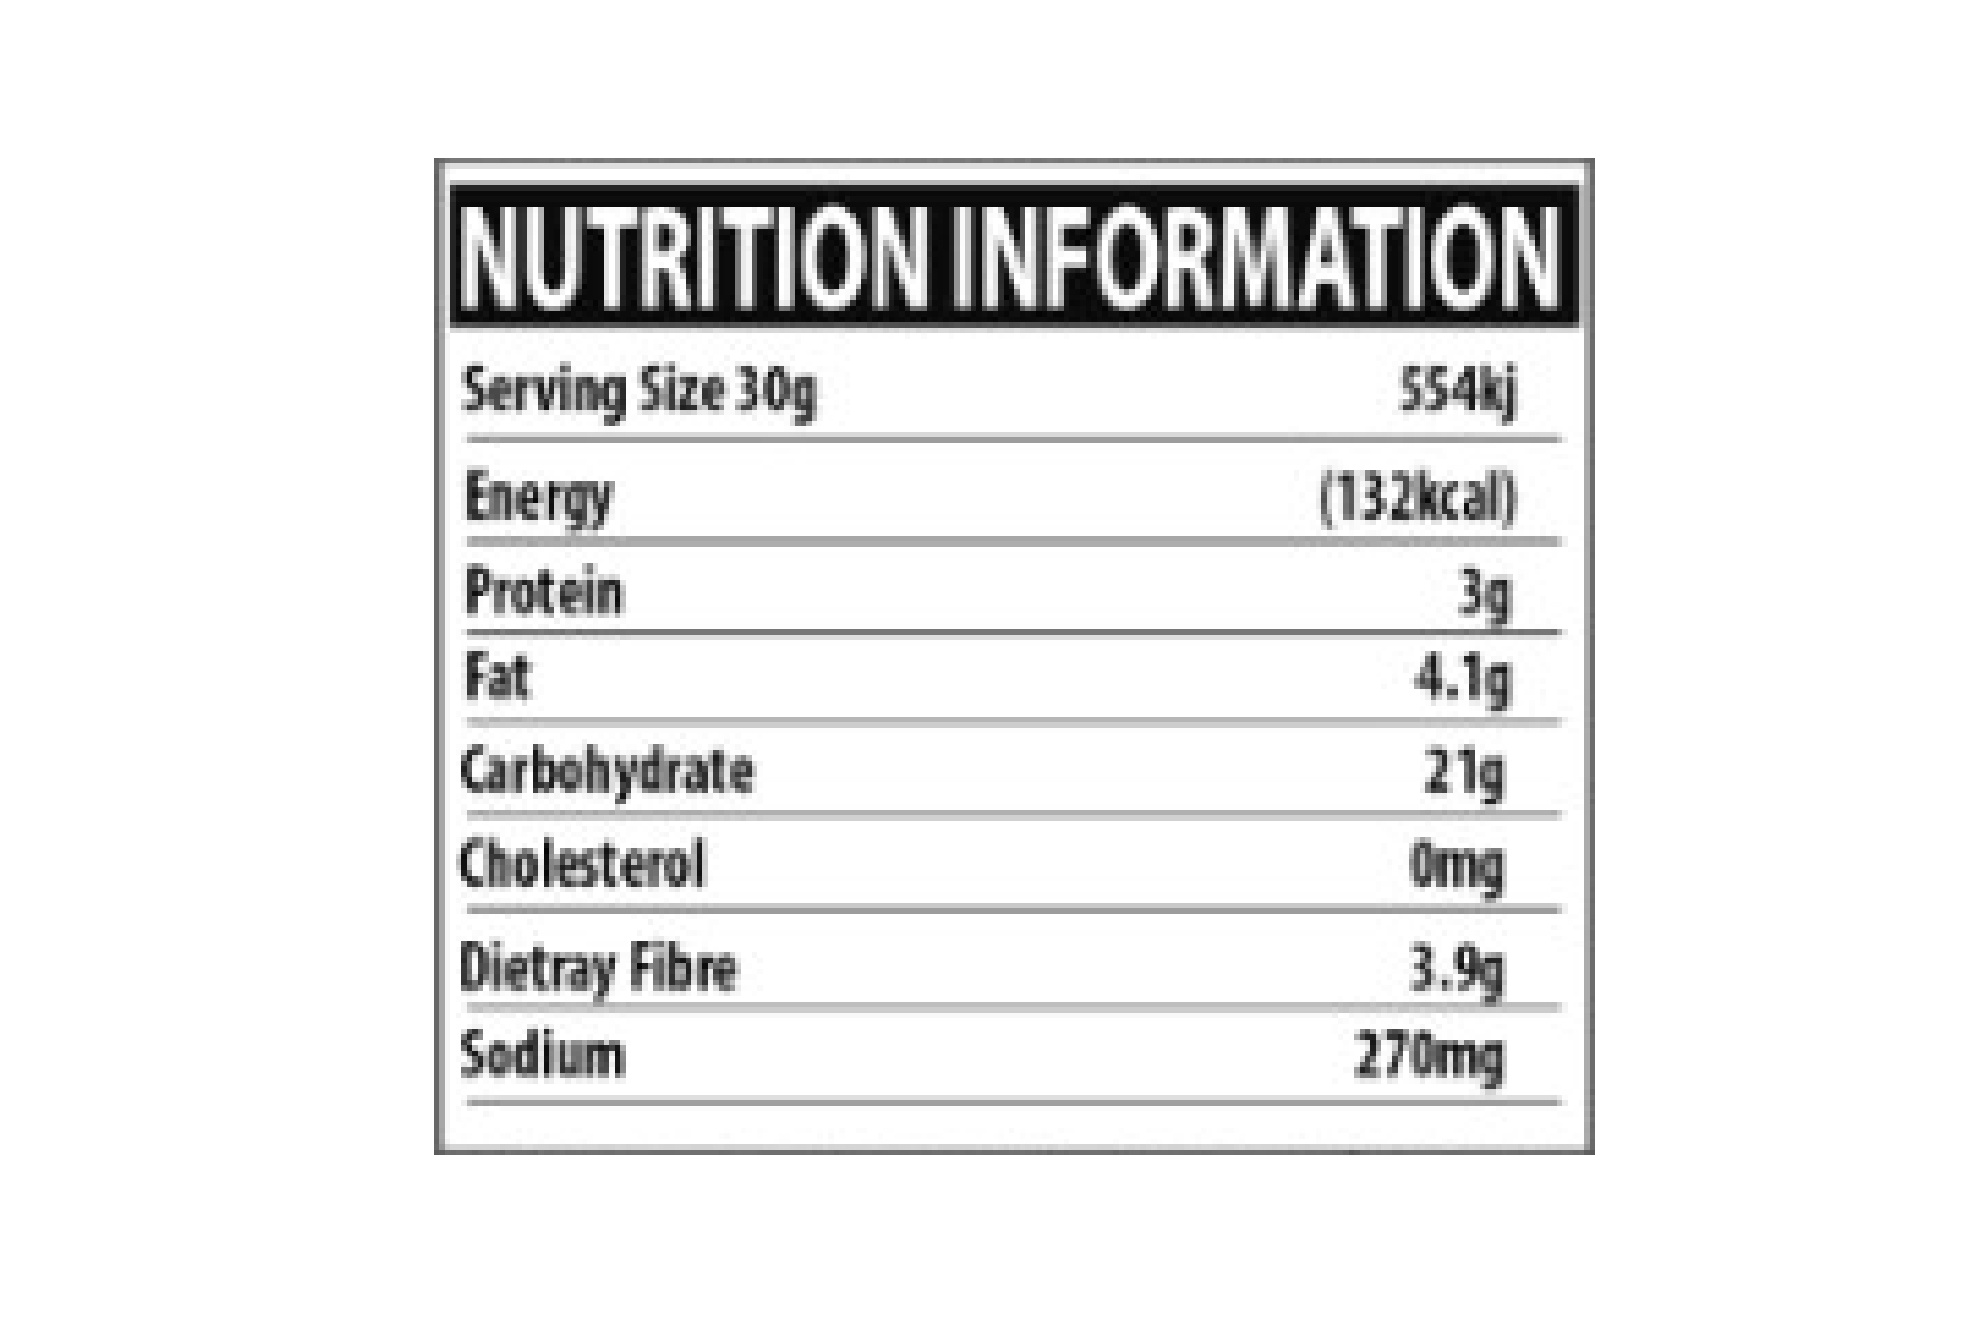 NUTRITION INFORMATION
Serving Size 30g 554kj
Energy (132kcal)
Protein 3g
Fat 4.1g
Carbohydrate 21g
Cholesterol 0mg
Dietray Fibre 3.9g
Sodium 270mg